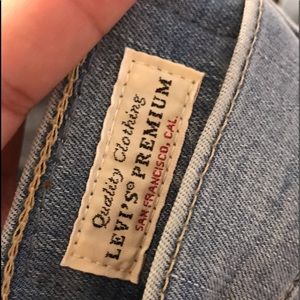 Quality Clothing
LEVI'S® PREMIUM
SAN FRANCISCO, CAL.